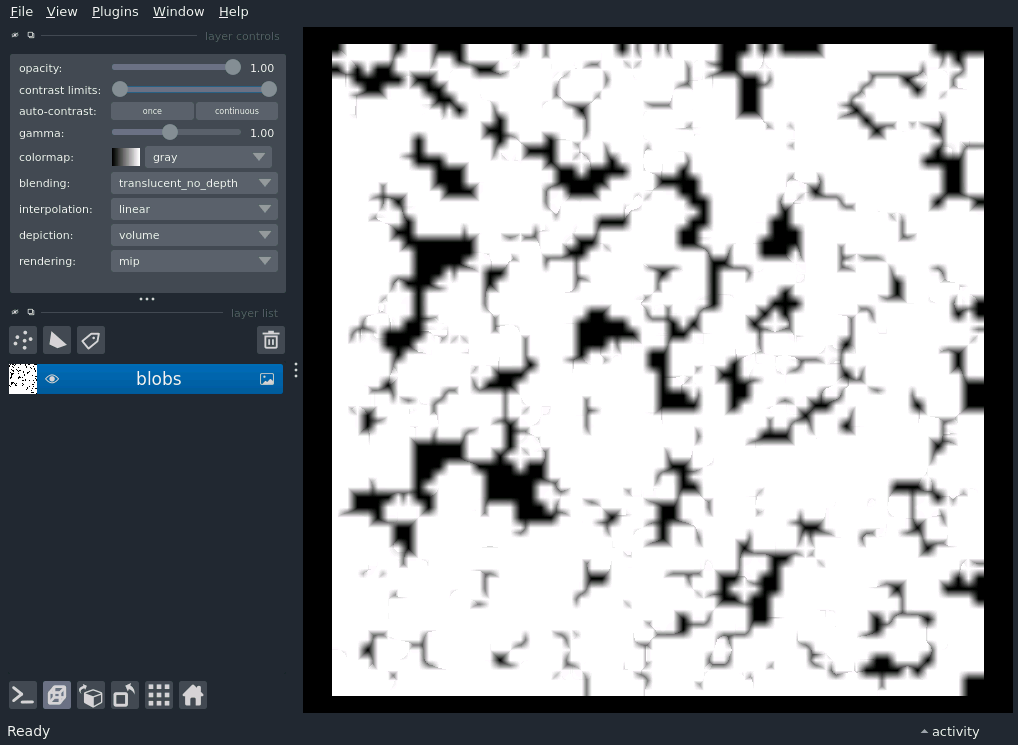 File View Plugins Window Help
layer controls
opacity: 1.00
contrast limits:
auto-contrast: once continuous
gamma: 1.00
colormap: gray
blending: translucent_no_depth
interpolation: linear
depiction: volume
rendering: mip
layer list
blobs
Ready
activity